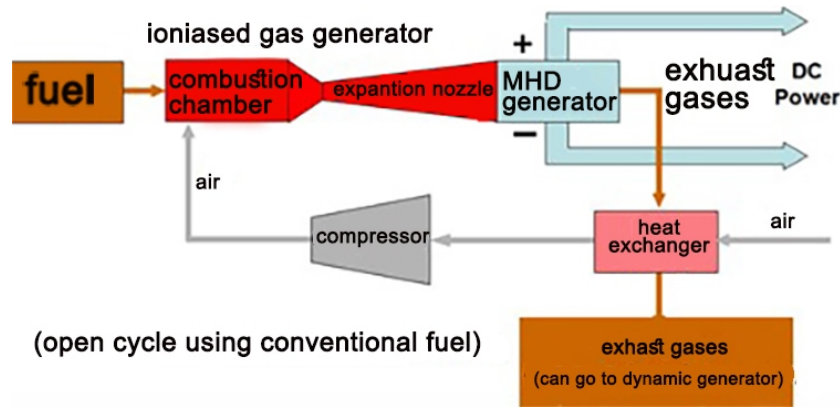 ioniased gas generator
fuel
combustion
chamber
expantion nozzle
+
MHD
generator
−
exhuast
gases
DC
Power
air
compressor
heat
exchanger
air
(open cycle using conventional fuel)
exhast gases
(can go to dynamic generator)